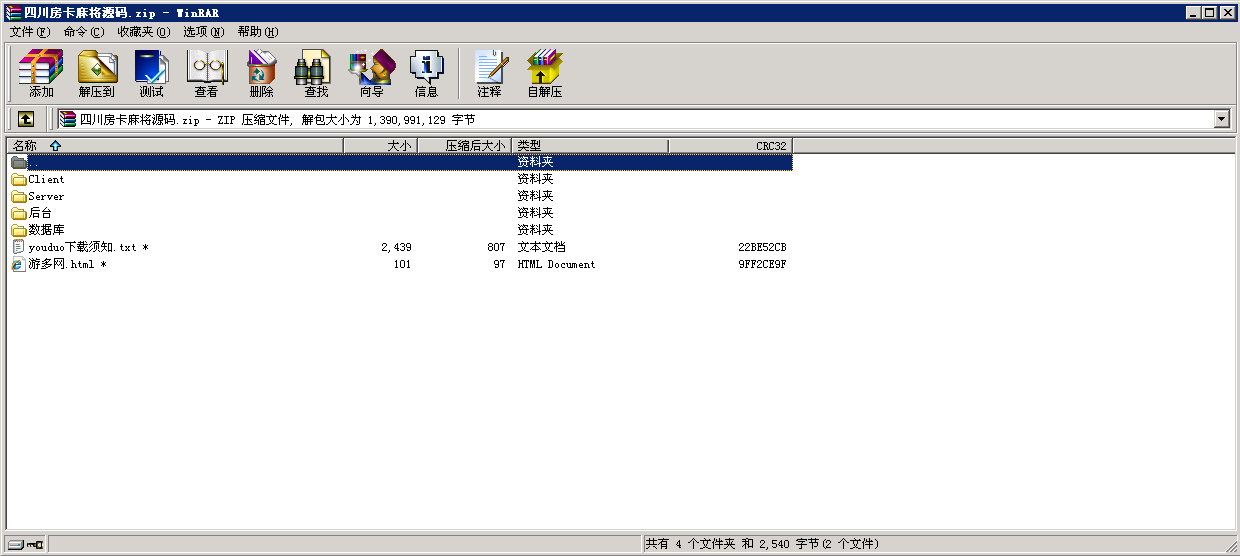 四川房卡麻将源码.zip - WinRAR
文件(F) 命令(C) 收藏夹(O) 选项(N) 帮助(H)
添加 解压到 测试 查看 删除 查找 向导 信息 注释 自解压
四川房卡麻将源码.zip - ZIP 压缩文件, 解包大小为 1,390,991,129 字节
名称 大小 压缩后大小 类型 CRC32
.. 资料夹
Client 资料夹
Server 资料夹
后台 资料夹
数据库 资料夹
youduo下载须知.txt * 2,439 807 文本文档 22BE52CB
游多网.html * 101 97 HTML Document 9FF2CE9F
共有 4 个文件夹 和 2,540 字节(2 个文件)